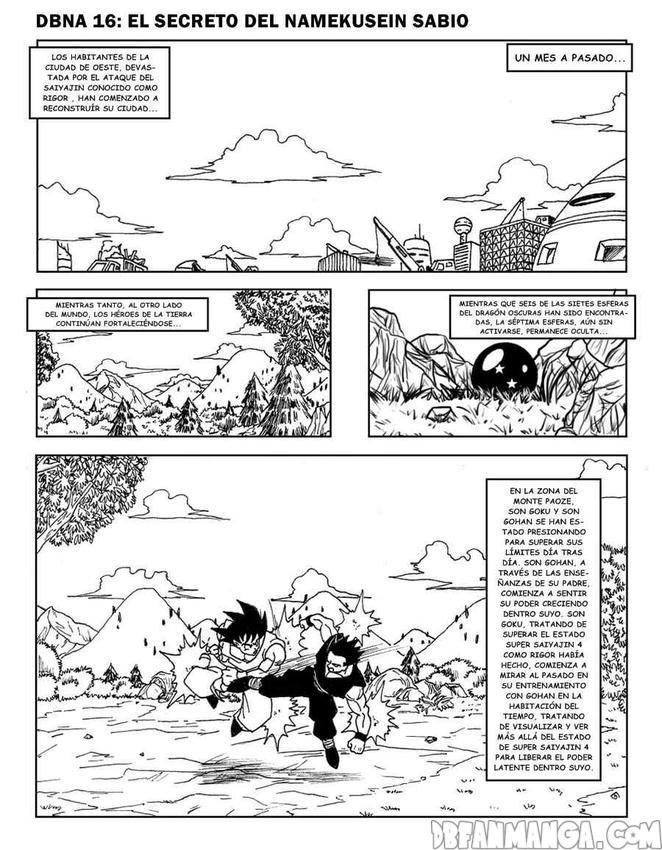 DBNA 16: EL SECRETO DEL NAMEKUSEIN SABIO
LOS HABITANTES DE LA
CIUDAD DE OESTE, DEVAS-
TADA POR EL ATAQUE DEL
SAIYAJIN CONOCIDO COMO
RIGOR , HAN COMENZADO A
RECONSTRUÍR SU CIUDAD...
UN MES A PASADO...
MIENTRAS TANTO, AL OTRO LADO
DEL MUNDO, LOS HÉROES DE LA TIERRA
CONTINÚAN FORTALECIÉNDOSE...
MIENTRAS QUE SEIS DE LAS SIETES ESFERAS
DEL DRAGÓN OSCURAS HAN SIDO ENCONTRA-
DAS, LA SÉPTIMA ESFERAS, AÚN SIN
ACTIVARSE, PERMANECE OCULTA...
EN LA ZONA DEL
MONTE PAOZE,
SON GOKU Y SON
GOHAN SE HAN ES-
TADO PRESIONANDO
PARA SUPERAR SUS
LÍMITES DÍA TRAS
DÍA. SON GOHAN, A
TRAVÉS DE LAS ENSE-
ÑANZAS DE SU PADRE,
COMIENZA A SENTIR
SU PODER CRECIENDO
DENTRO SUYO. SON
GOKU, TRATANDO DE
SUPERAR EL ESTADO
SUPER SAIYAJIN 4
COMO RIGOR HABÍA
HECHO, COMIENZA A
MIRAR AL PASADO EN
SU ENTRENAMIENTO
CON GOHAN EN LA
HABITACIÓN DEL
TIEMPO, TRATANDO
DE VISUALIZAR Y VER
MÁS ALLÁ DEL ESTADO
DE SUPER SAIYAJIN 4
PARA LIBERAR EL PODER
LATENTE DENTRO SUYO.
DBFANMANGA.COM